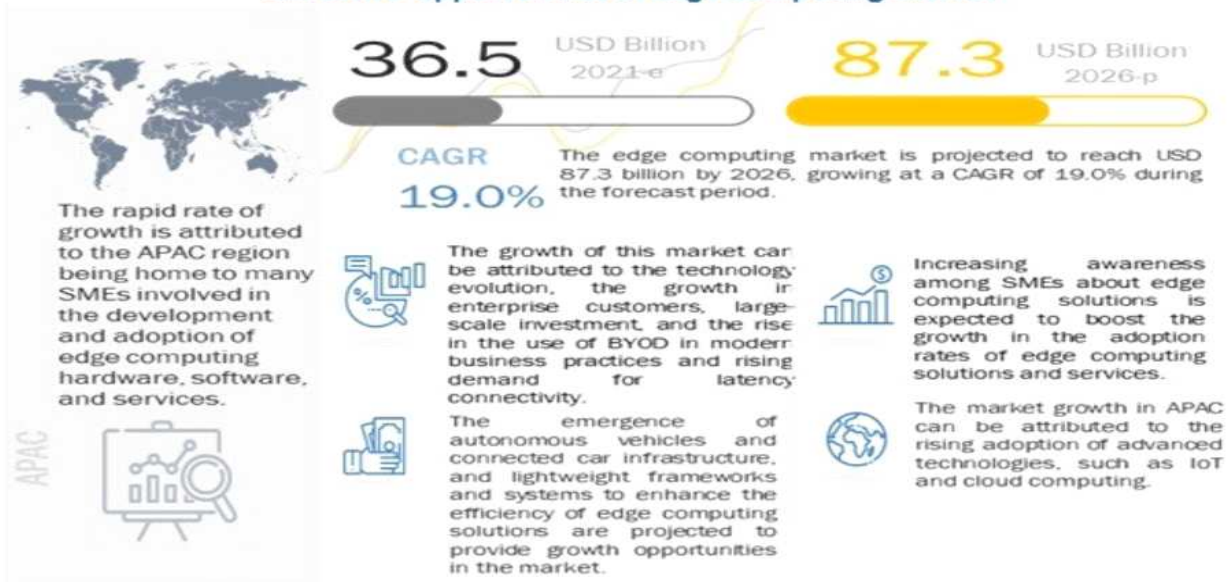 36.5
USD Billion
2021-e
87.3
USD Billion
2026-p
CAGR
19.0%
The edge computing market is projected to reach USD
87.3 billion by 2026, growing at a CAGR of 19.0% during
the forecast period.
The rapid rate of
growth is attributed
to the APAC region
being home to many
SMEs involved in
the development
and adoption of
edge computing
hardware, software,
and services.
APAC
The growth of this market can
be attributed to the technology
evolution, the growth in
enterprise customers, large-
scale investment, and the rise
in the use of BYOD in modern
business practices and rising
demand for latency
connectivity.
The emergence of
autonomous vehicles and
connected car infrastructure,
and lightweight frameworks
and systems to enhance the
efficiency of edge computing
solutions are projected to
provide growth opportunities
in the market.
Increasing awareness
among SMEs about edge
computing solutions is
expected to boost the
growth in the adoption
rates of edge computing
solutions and services.
The market growth in APAC
can be attributed to the
rising adoption of advanced
technologies, such as IoT
and cloud computing.